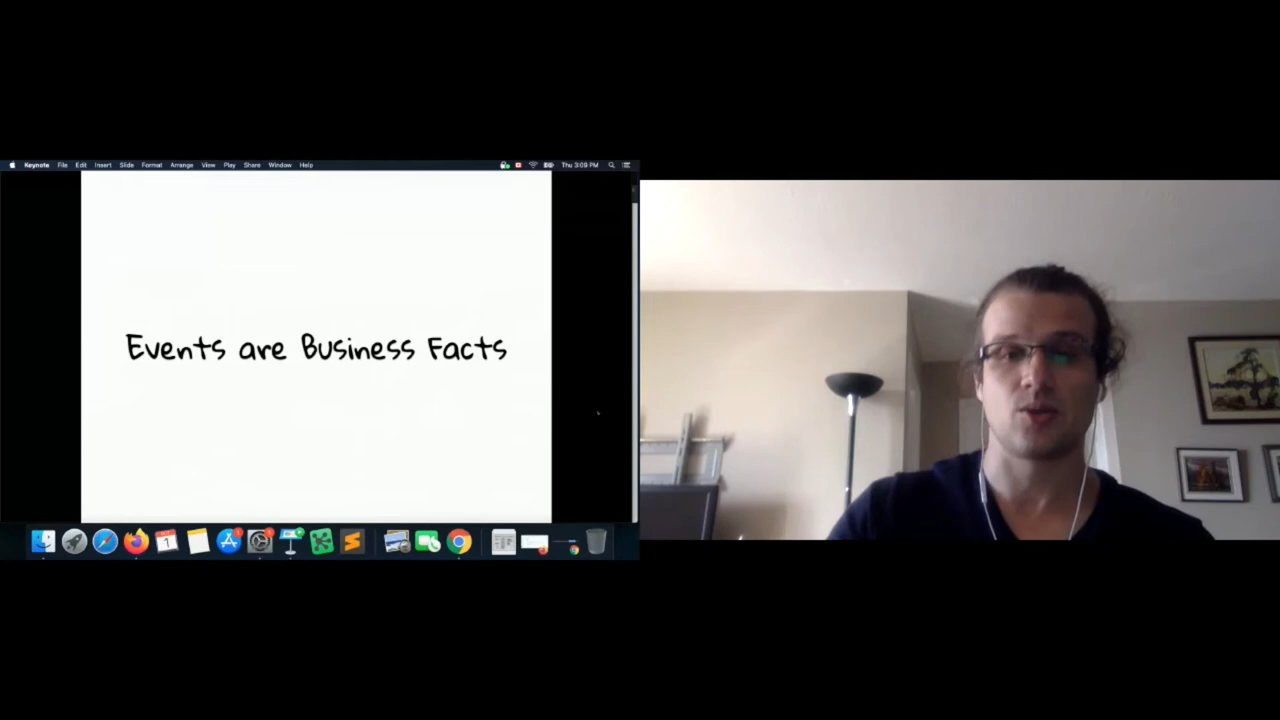 Keynote File Edit Insert Slide Format Arrange View Play Share Window Help Thu 3:09 PM
Events are Business Facts
1